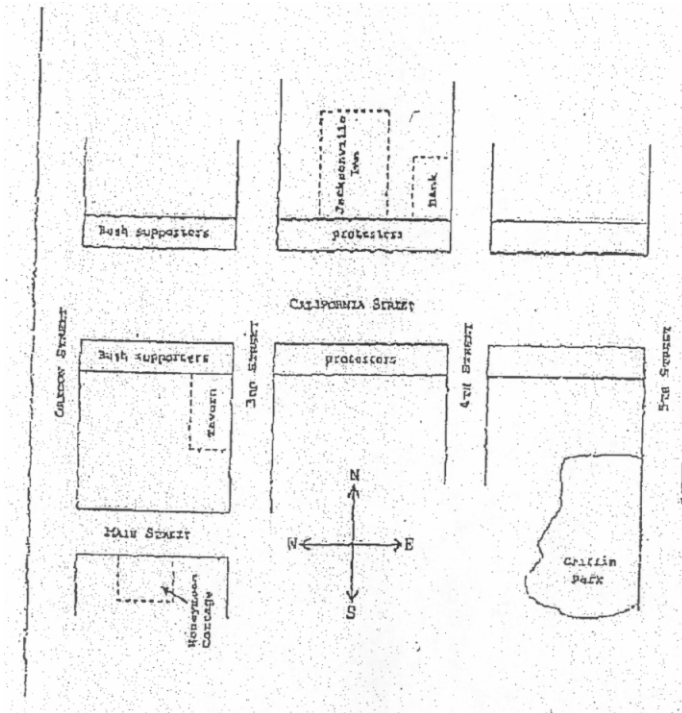 Jacksonville
Inn
Bank
Bush supporters
protesters
CALIFORNIA STREET
OREGON STREET
Bush supporters
3RD STREET
protesters
4TH STREET
5TH STREET
Tavern
N
W
E
S
MAIN STREET
Griffin
Park
Honeymoon
Cottage